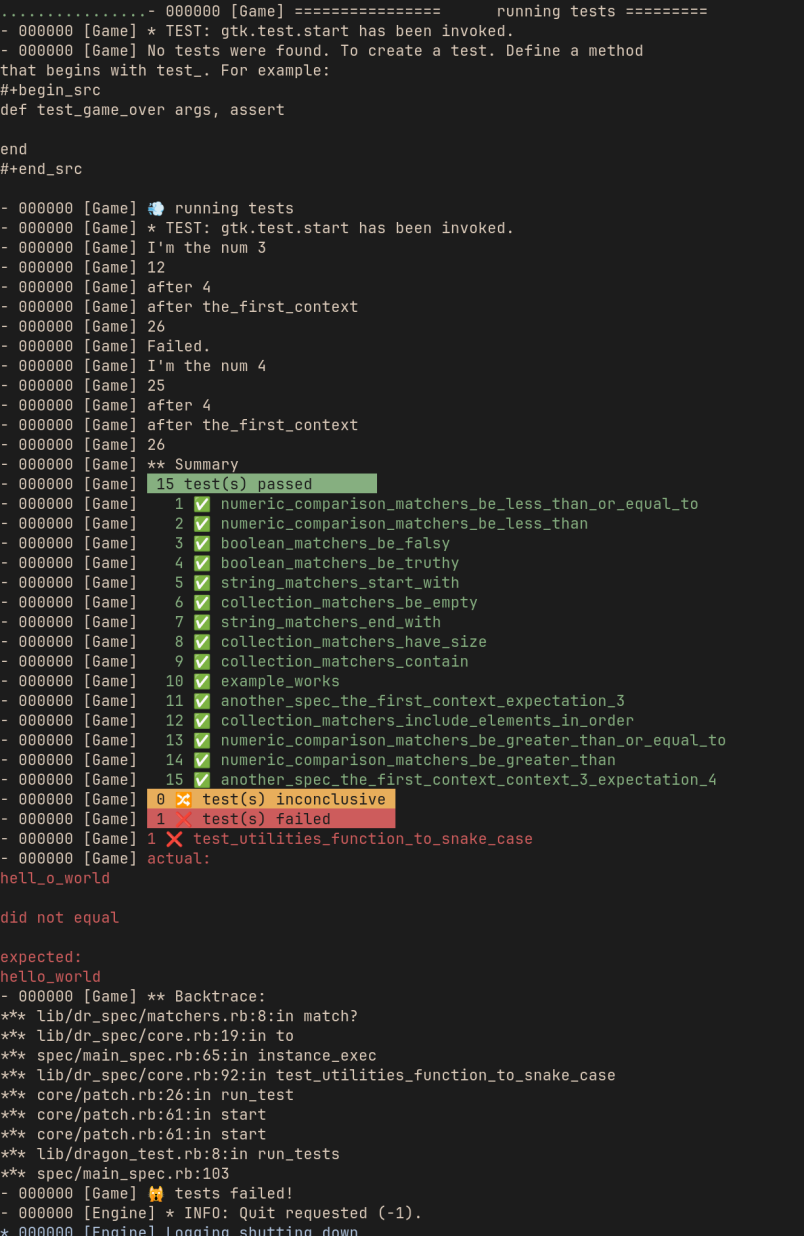 ................- 000000 [Game] ================ running tests =========
- 000000 [Game] * TEST: gtk.test.start has been invoked.
- 000000 [Game] No tests were found. To create a test. Define a method
that begins with test_. For example:
#+begin_src
def test_game_over args, assert
end
#+end_src
- 000000 [Game] 💨 running tests
- 000000 [Game] * TEST: gtk.test.start has been invoked.
- 000000 [Game] I'm the num 3
- 000000 [Game] 12
- 000000 [Game] after 4
- 000000 [Game] after the_first_context
- 000000 [Game] 26
- 000000 [Game] Failed.
- 000000 [Game] I'm the num 4
- 000000 [Game] 25
- 000000 [Game] after 4
- 000000 [Game] after the_first_context
- 000000 [Game] 26
- 000000 [Game] ** Summary
- 000000 [Game] 15 test(s) passed
- 000000 [Game] 1 ✅ numeric_comparison_matchers_be_less_than_or_equal_to
- 000000 [Game] 2 ✅ numeric_comparison_matchers_be_less_than
- 000000 [Game] 3 ✅ boolean_matchers_be_falsy
- 000000 [Game] 4 ✅ boolean_matchers_be_truthy
- 000000 [Game] 5 ✅ string_matchers_start_with
- 000000 [Game] 6 ✅ collection_matchers_be_empty
- 000000 [Game] 7 ✅ string_matchers_end_with
- 000000 [Game] 8 ✅ collection_matchers_have_size
- 000000 [Game] 9 ✅ collection_matchers_contain
- 000000 [Game] 10 ✅ example_works
- 000000 [Game] 11 ✅ another_spec_the_first_context_expectation_3
- 000000 [Game] 12 ✅ collection_matchers_include_elements_in_order
- 000000 [Game] 13 ✅ numeric_comparison_matchers_be_greater_than_or_equal_to
- 000000 [Game] 14 ✅ numeric_comparison_matchers_be_greater_than
- 000000 [Game] 15 ✅ another_spec_the_first_context_context_3_expectation_4
- 000000 [Game] 0 🔀 test(s) inconclusive
- 000000 [Game] 1 ❌ test(s) failed
- 000000 [Game] 1 ❌ test_utilities_function_to_snake_case
- 000000 [Game] actual:
hell_o_world
did not equal
expected:
hello_world
- 000000 [Game] ** Backtrace:
*** lib/dr_spec/matchers.rb:8:in match?
*** lib/dr_spec/core.rb:19:in to
*** spec/main_spec.rb:65:in instance_exec
*** lib/dr_spec/core.rb:92:in test_utilities_function_to_snake_case
*** core/patch.rb:26:in run_test
*** core/patch.rb:61:in start
*** core/patch.rb:61:in start
*** lib/dragon_test.rb:8:in run_tests
*** spec/main_spec.rb:103
- 000000 [Game] 🙀 tests failed!
- 000000 [Engine] * INFO: Quit requested (-1).
* 000000 [Engine] Logging shutting down